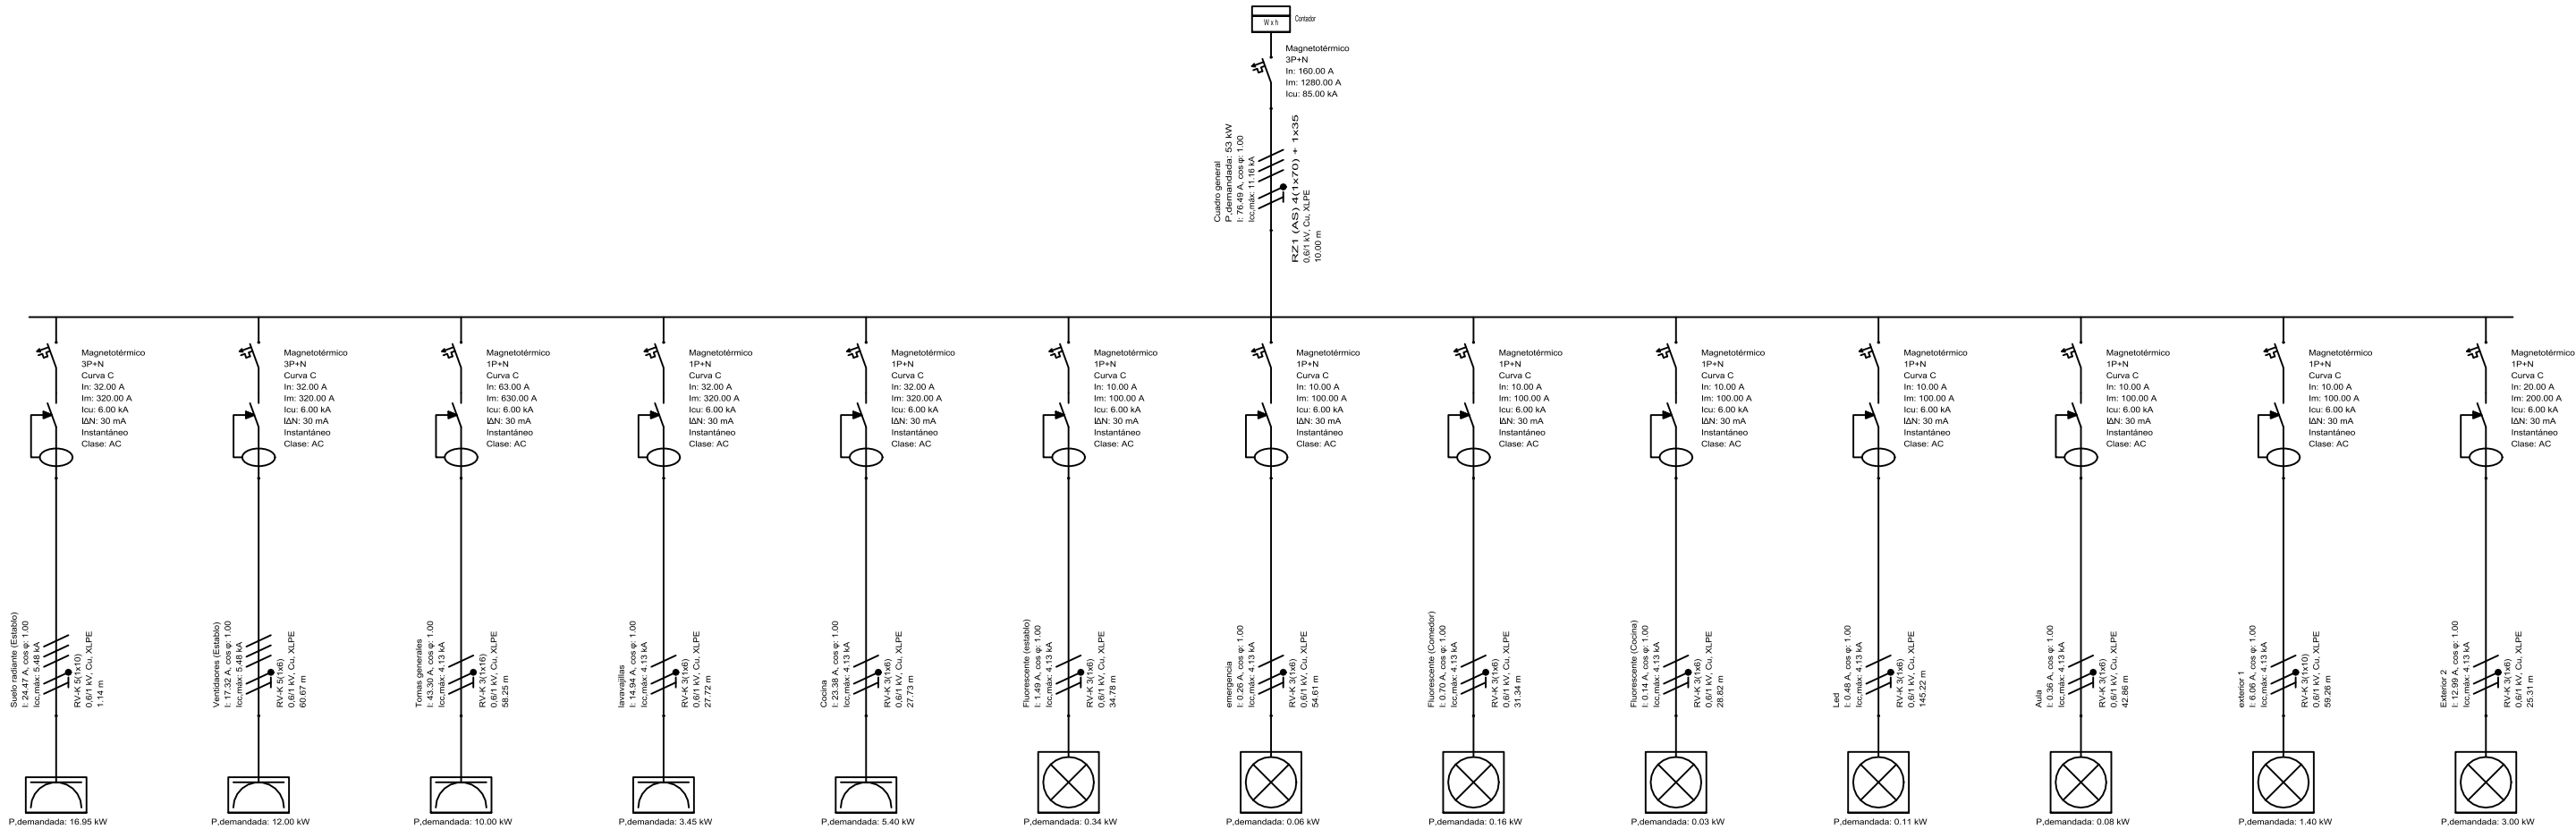 W x h
Contador
Magnetotérmico
3P+N
In: 160.00 A
Im: 1280.00 A
Icu: 85.00 kA
Cuadro general
P,demandada: 53 kW
I: 76.49 A, cos φ: 1.00
Icc,máx: 11.16 kA
RZ1 (AS) 4(1x70) + 1x35
0,6/1 kV, Cu, XLPE
10.00 m
Magnetotérmico
3P+N
Curva C
In: 32.00 A
Im: 320.00 A
Icu: 6.00 kA
IΔN: 30 mA
Instantáneo
Clase: AC
Suelo radiante (Establo)
I: 24.47 A, cos φ: 1.00
Icc,máx: 5.48 kA
RV-K 5(1x10)
0,6/1 kV, Cu, XLPE
1.14 m
P,demandada: 16.95 kW
Magnetotérmico
3P+N
Curva C
In: 32.00 A
Im: 320.00 A
Icu: 6.00 kA
IΔN: 30 mA
Instantáneo
Clase: AC
Ventidaores (Establo)
I: 17.32 A, cos φ: 1.00
Icc,máx: 5.48 kA
RV-K 5(1x6)
0,6/1 kV, Cu, XLPE
60.67 m
P,demandada: 12.00 kW
Magnetotérmico
1P+N
Curva C
In: 63.00 A
Im: 630.00 A
Icu: 6.00 kA
IΔN: 30 mA
Instantáneo
Clase: AC
Tomas generales
I: 43.30 A, cos φ: 1.00
Icc,máx: 4.13 kA
RV-K 3(1x16)
0,6/1 kV, Cu, XLPE
58.25 m
P,demandada: 10.00 kW
Magnetotérmico
1P+N
Curva C
In: 32.00 A
Im: 320.00 A
Icu: 6.00 kA
IΔN: 30 mA
Instantáneo
Clase: AC
lavavajillas
I: 14.94 A, cos φ: 1.00
Icc,máx: 4.13 kA
RV-K 3(1x6)
0,6/1 kV, Cu, XLPE
27.72 m
P,demandada: 3.45 kW
Magnetotérmico
1P+N
Curva C
In: 32.00 A
Im: 320.00 A
Icu: 6.00 kA
IΔN: 30 mA
Instantáneo
Clase: AC
Cocina
I: 23.38 A, cos φ: 1.00
Icc,máx: 4.13 kA
RV-K 3(1x6)
0,6/1 kV, Cu, XLPE
27.73 m
P,demandada: 5.40 kW
Magnetotérmico
1P+N
Curva C
In: 10.00 A
Im: 100.00 A
Icu: 6.00 kA
IΔN: 30 mA
Instantáneo
Clase: AC
Fluorescente (establo)
I: 1.49 A, cos φ: 1.00
Icc,máx: 4.13 kA
RV-K 3(1x6)
0,6/1 kV, Cu, XLPE
34.78 m
P,demandada: 0.34 kW
Magnetotérmico
1P+N
Curva C
In: 10.00 A
Im: 100.00 A
Icu: 6.00 kA
IΔN: 30 mA
Instantáneo
Clase: AC
emergencia
I: 0.26 A, cos φ: 1.00
Icc,máx: 4.13 kA
RV-K 3(1x6)
0,6/1 kV, Cu, XLPE
54.61 m
P,demandada: 0.06 kW
Magnetotérmico
1P+N
Curva C
In: 10.00 A
Im: 100.00 A
Icu: 6.00 kA
IΔN: 30 mA
Instantáneo
Clase: AC
Fluorescente (Comedor)
I: 0.70 A, cos φ: 1.00
Icc,máx: 4.13 kA
RV-K 3(1x6)
0,6/1 kV, Cu, XLPE
31.34 m
P,demandada: 0.16 kW
Magnetotérmico
1P+N
Curva C
In: 10.00 A
Im: 100.00 A
Icu: 6.00 kA
IΔN: 30 mA
Instantáneo
Clase: AC
Fluorescente (Cocina)
I: 0.14 A, cos φ: 1.00
Icc,máx: 4.13 kA
RV-K 3(1x6)
0,6/1 kV, Cu, XLPE
28.82 m
P,demandada: 0.03 kW
Magnetotérmico
1P+N
Curva C
In: 10.00 A
Im: 100.00 A
Icu: 6.00 kA
IΔN: 30 mA
Instantáneo
Clase: AC
Led
I: 0.48 A, cos φ: 1.00
Icc,máx: 4.13 kA
RV-K 3(1x6)
0,6/1 kV, Cu, XLPE
145.22 m
P,demandada: 0.11 kW
Magnetotérmico
1P+N
Curva C
In: 10.00 A
Im: 100.00 A
Icu: 6.00 kA
IΔN: 30 mA
Instantáneo
Clase: AC
Aula
I: 0.36 A, cos φ: 1.00
Icc,máx: 4.13 kA
RV-K 3(1x6)
0,6/1 kV, Cu, XLPE
42.86 m
P,demandada: 0.08 kW
Magnetotérmico
1P+N
Curva C
In: 10.00 A
Im: 100.00 A
Icu: 6.00 kA
IΔN: 30 mA
Instantáneo
Clase: AC
exterior 1
I: 6.06 A, cos φ: 1.00
Icc,máx: 4.13 kA
RV-K 3(1x10)
0,6/1 kV, Cu, XLPE
59.26 m
P,demandada: 1.40 kW
Magnetotérmico
1P+N
Curva C
In: 20.00 A
Im: 200.00 A
Icu: 6.00 kA
IΔN: 30 mA
Instantáneo
Clase: AC
Exterior 2
I: 12.99 A, cos φ: 1.00
Icc,máx: 4.13 kA
RV-K 3(1x6)
0,6/1 kV, Cu, XLPE
25.31 m
P,demandada: 3.00 kW